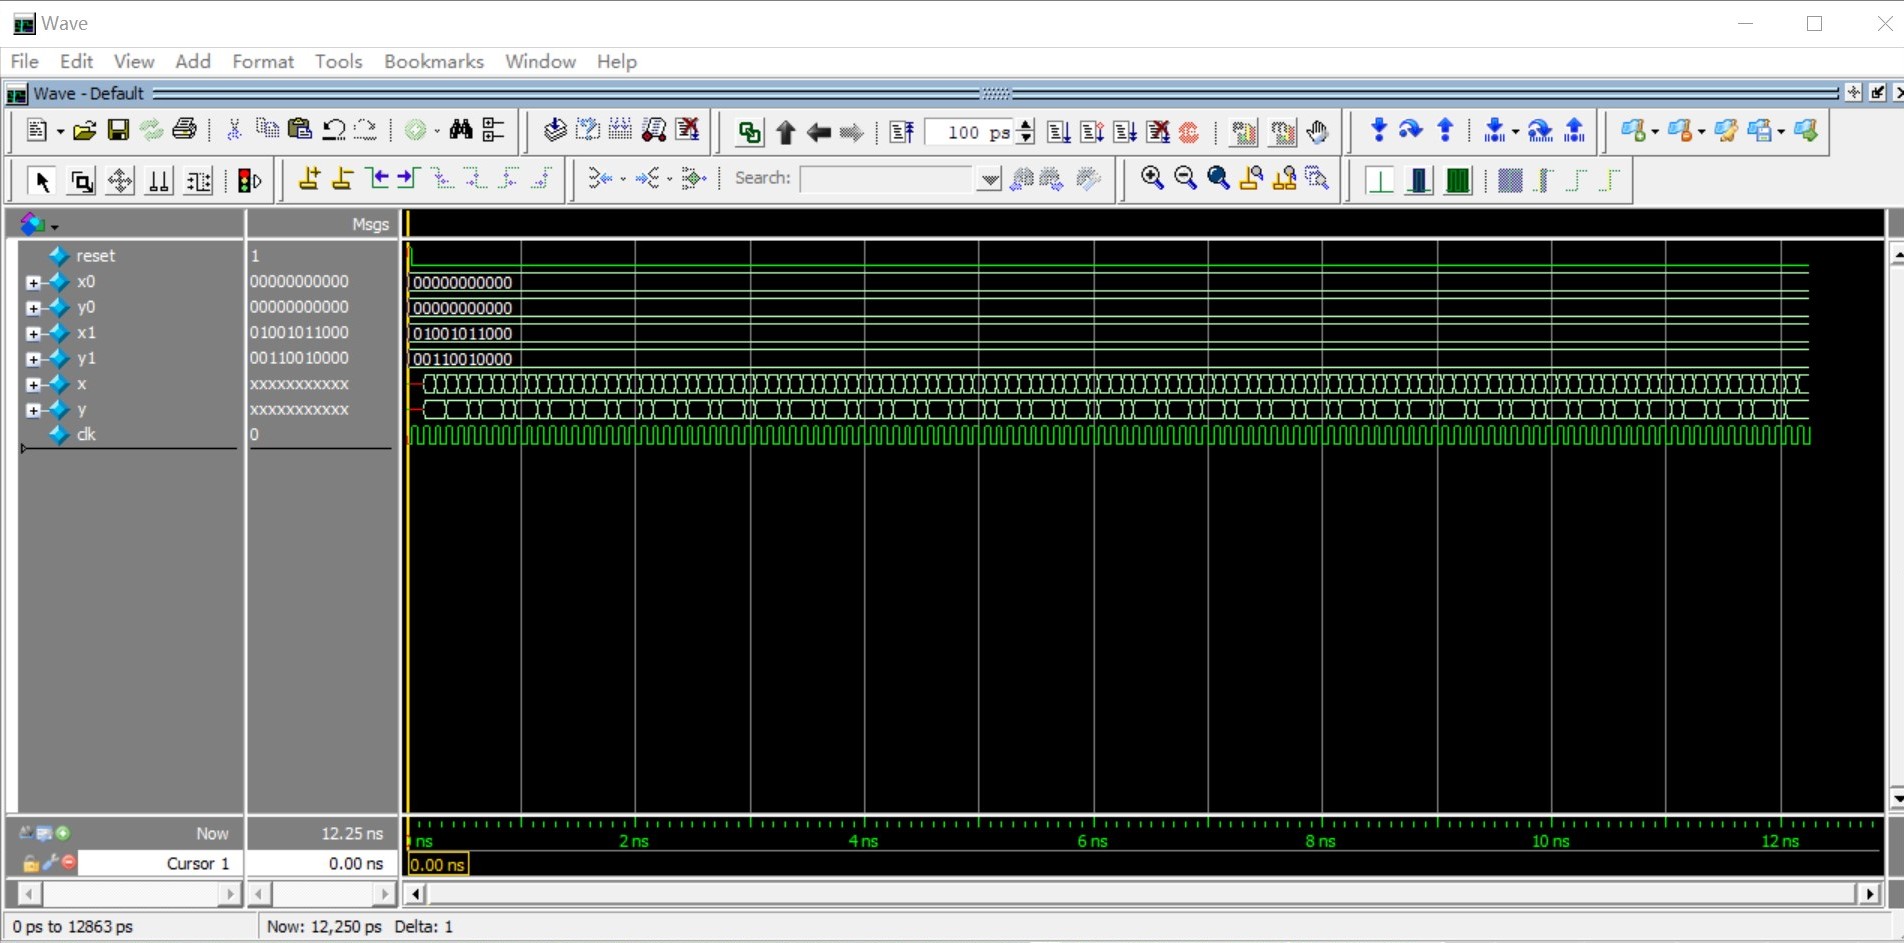 Wave
File Edit View Add Format Tools Bookmarks Window Help
Wave - Default
100 ps
Search:
Msgs
reset 1
x0 00000000000 00000000000
y0 00000000000 00000000000
x1 01001011000 01001011000
y1 00110010000 00110010000
x xxxxxxxxxxx
y xxxxxxxxxxx
clk 0
Now 12.25 ns ns 2 ns 4 ns 6 ns 8 ns 10 ns 12 ns
Cursor 1 0.00 ns 0.00 ns
0 ps to 12863 ps Now: 12,250 ps Delta: 1